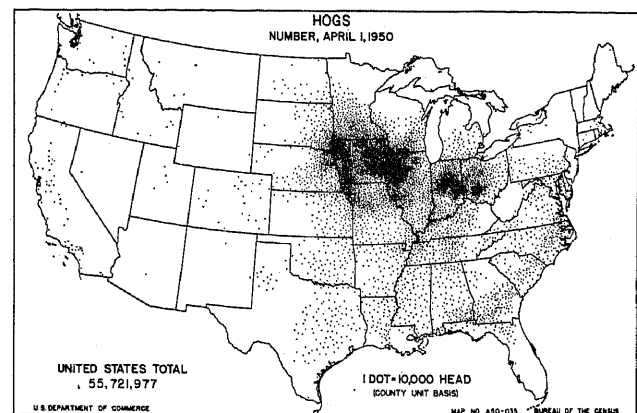 HOGS
NUMBER, APRIL 1, 1950
UNITED STATES TOTAL
55,721,977
1 DOT = 10,000 HEAD
(COUNTY UNIT BASIS)
U.S. DEPARTMENT OF COMMERCE
MAP NO. A50-035 BUREAU OF THE CENSUS